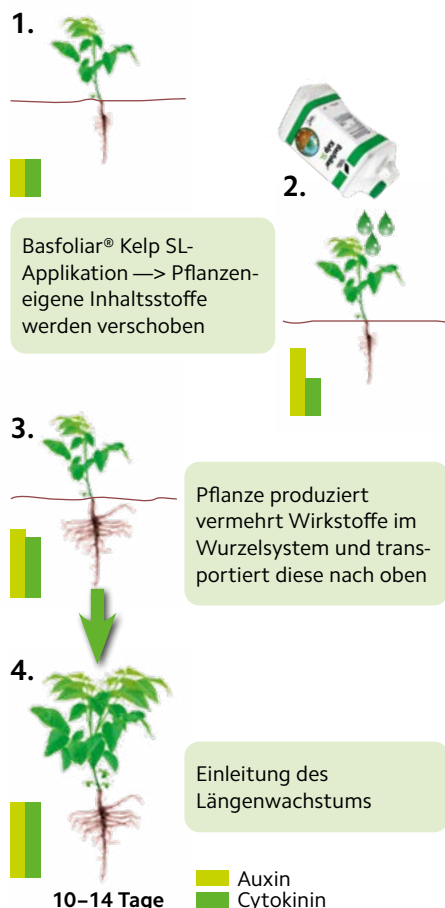 1.
2.
Basfoliar® Kelp SL-
Applikation —> Pflanzen-
eigene Inhaltsstoffe
werden verschoben
3.
Pflanze produziert
vermehrt Wirkstoffe im
Wurzelsystem und trans-
portiert diese nach oben
4.
Einleitung des
Längenwachstums
10–14 Tage
Auxin
Cytokinin